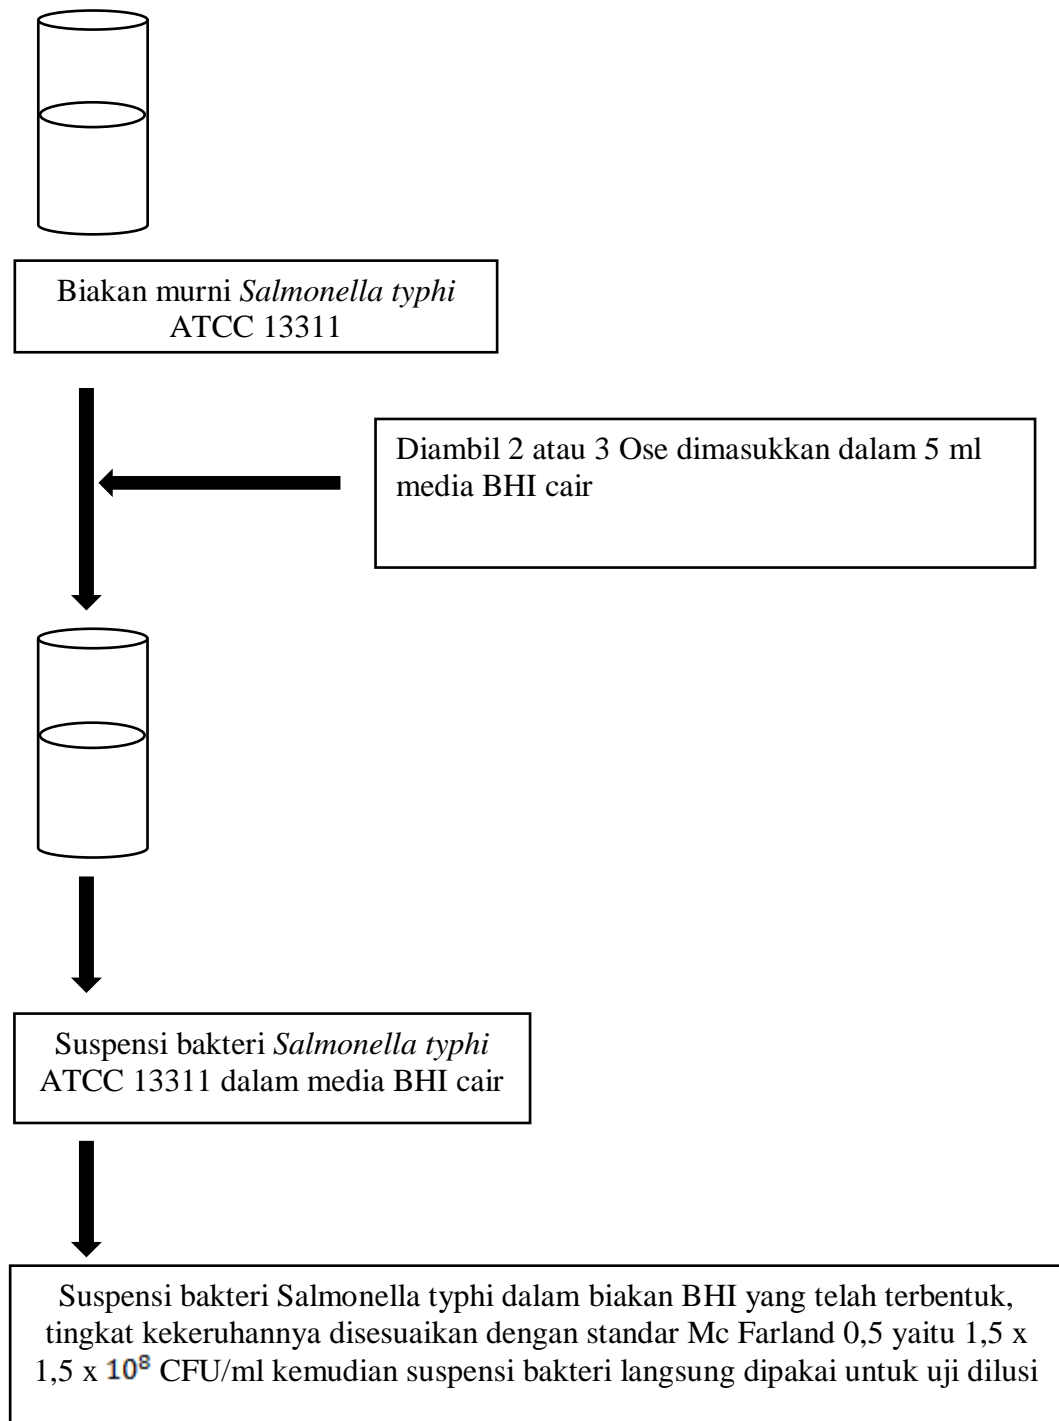 Biakan murni Salmonella typhi
ATCC 13311
Diambil 2 atau 3 Ose dimasukkan dalam 5 ml
media BHI cair
Suspensi bakteri Salmonella typhi
ATCC 13311 dalam media BHI cair
Suspensi bakteri Salmonella typhi dalam biakan BHI yang telah terbentuk,
tingkat kekeruhannya disesuaikan dengan standar Mc Farland 0,5 yaitu 1,5 x
1,5 x 10⁸ CFU/ml kemudian suspensi bakteri langsung dipakai untuk uji dilusi